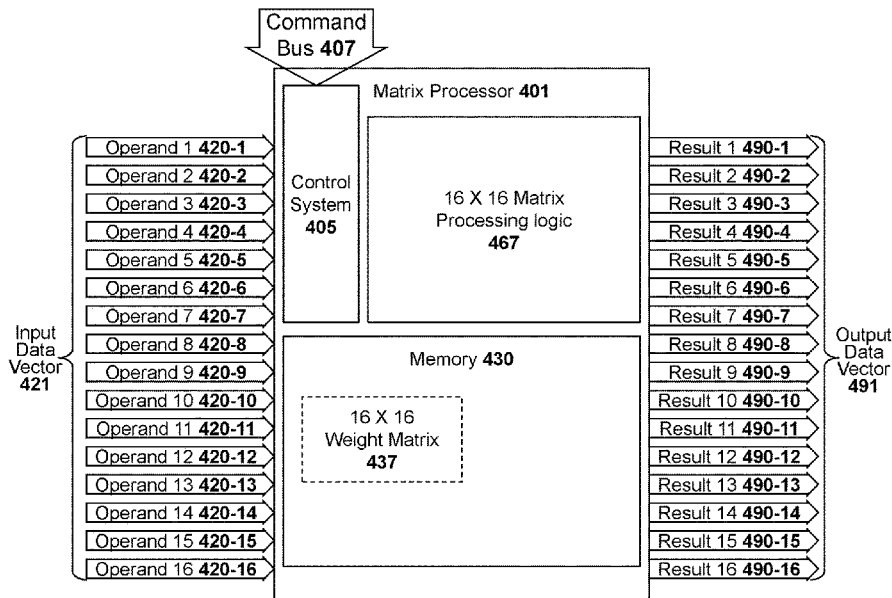 Command
Bus 407
Matrix Processor 401
Control
System
405
16 X 16 Matrix
Processing logic
467
Memory 430
16 X 16
Weight Matrix
437
Input
Data
Vector
421
Operand 1 420-1
Operand 2 420-2
Operand 3 420-3
Operand 4 420-4
Operand 5 420-5
Operand 6 420-6
Operand 7 420-7
Operand 8 420-8
Operand 9 420-9
Operand 10 420-10
Operand 11 420-11
Operand 12 420-12
Operand 13 420-13
Operand 14 420-14
Operand 15 420-15
Operand 16 420-16
Result 1 490-1
Result 2 490-2
Result 3 490-3
Result 4 490-4
Result 5 490-5
Result 6 490-6
Result 7 490-7
Result 8 490-8
Result 9 490-9
Result 10 490-10
Result 11 490-11
Result 12 490-12
Result 13 490-13
Result 14 490-14
Result 15 490-15
Result 16 490-16
Output
Data
Vector
491